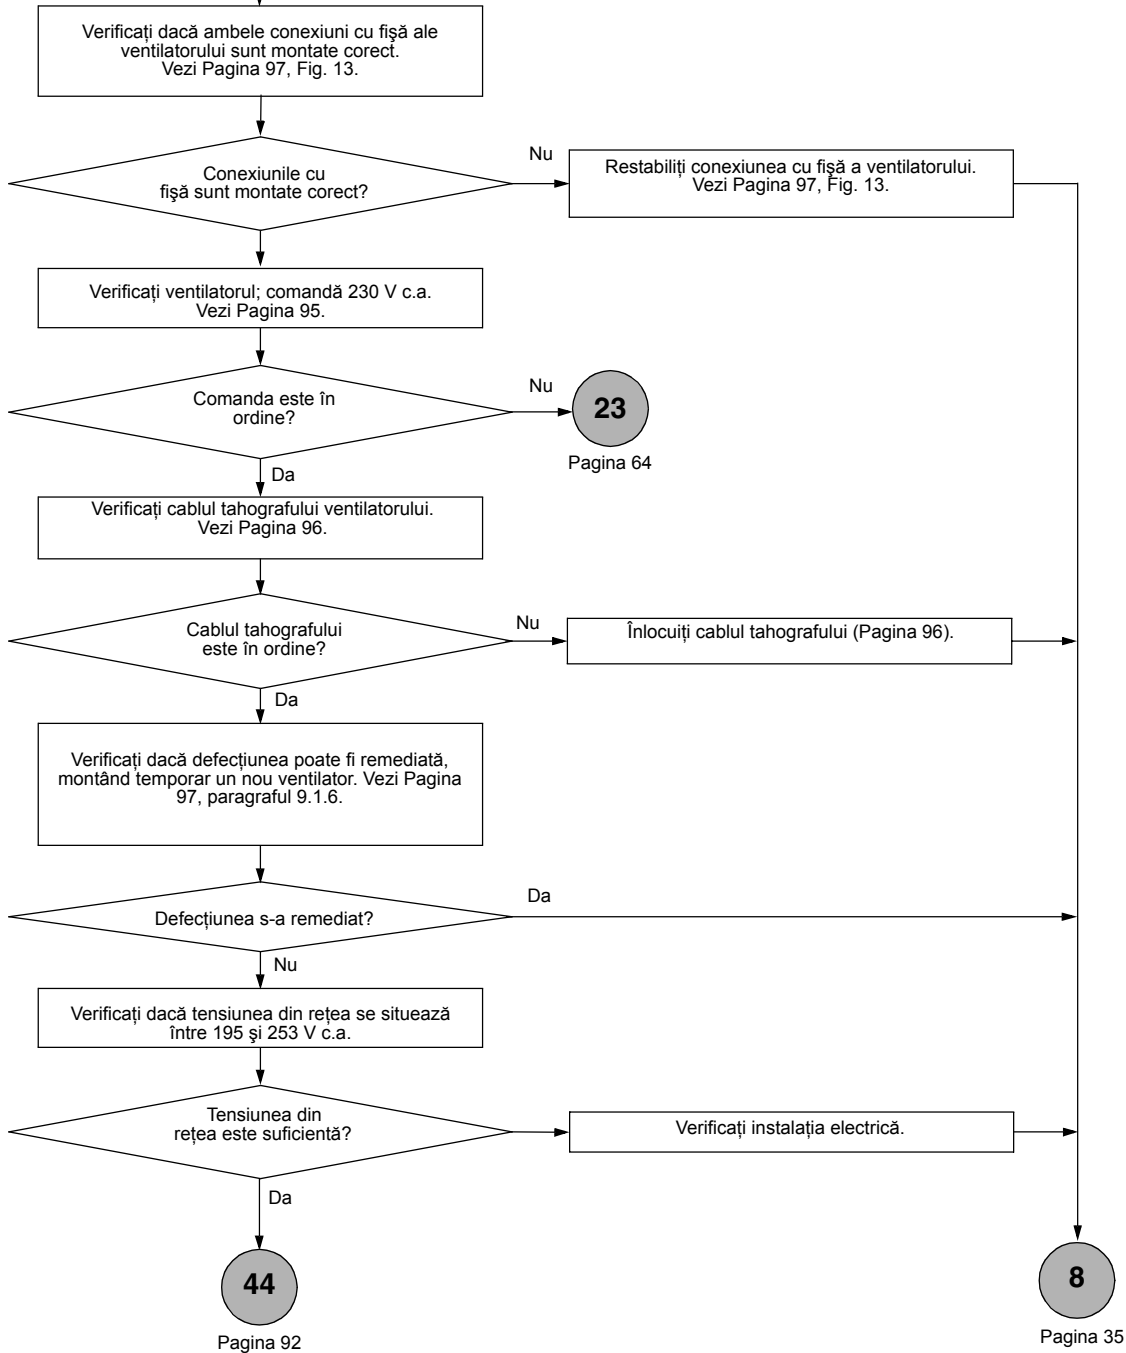 Verificați dacă ambele conexiuni cu fişă ale
ventilatorului sunt montate corect.
Vezi Pagina 97, Fig. 13.
Conexiunile cu
fişă sunt montate corect?
Nu
Restabiliți conexiunea cu fişă a ventilatorului.
Vezi Pagina 97, Fig. 13.
Verificați ventilatorul; comandă 230 V c.a.
Vezi Pagina 95.
Comanda este în
ordine?
Nu
23
Pagina 64
Da
Verificați cablul tahografului ventilatorului.
Vezi Pagina 96.
Cablul tahografului
este în ordine?
Nu
Înlocuiți cablul tahografului (Pagina 96).
Da
Verificați dacă defecțiunea poate fi remediată,
montând temporar un nou ventilator. Vezi Pagina
97, paragraful 9.1.6.
Defecțiunea s-a remediat?
Da
Nu
Verificați dacă tensiunea din rețea se situează
între 195 şi 253 V c.a.
Tensiunea din
rețea este suficientă?
Verificați instalația electrică.
Da
44
Pagina 92
8
Pagina 35